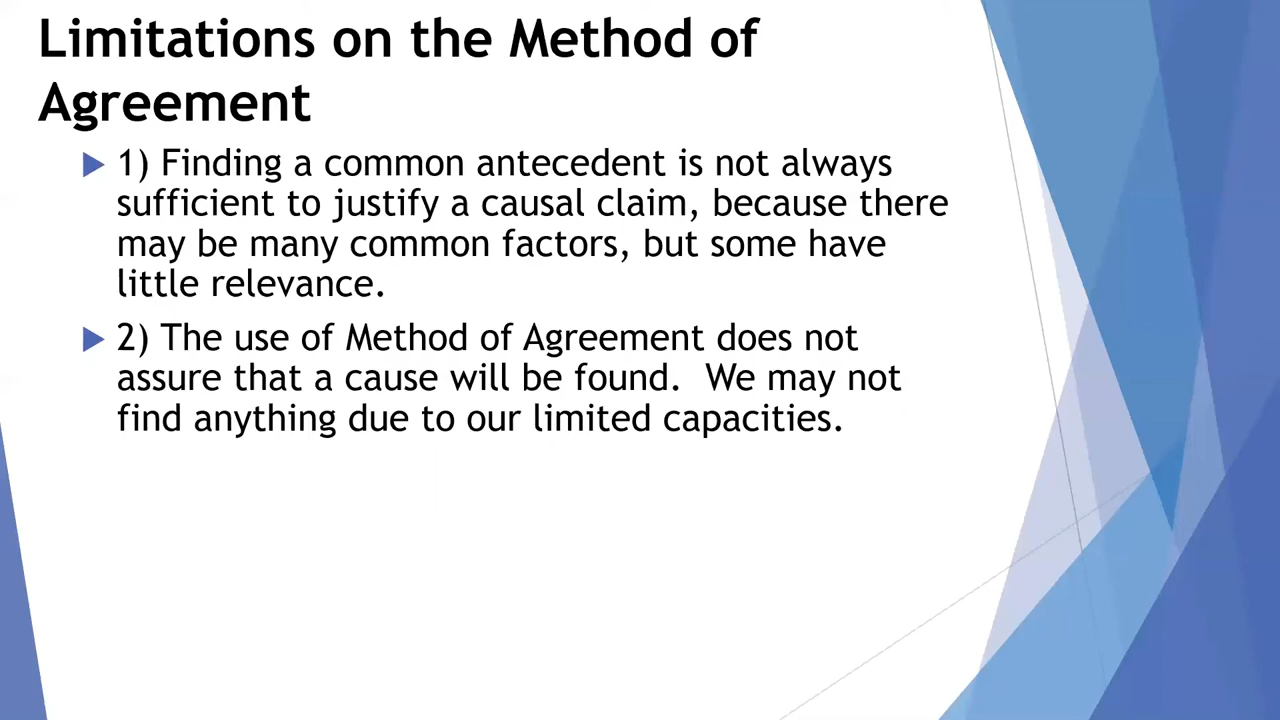 Limitations on the Method of
Agreement
1) Finding a common antecedent is not always
sufficient to justify a causal claim, because there
may be many common factors, but some have
little relevance.
2) The use of Method of Agreement does not
assure that a cause will be found.  We may not
find anything due to our limited capacities.